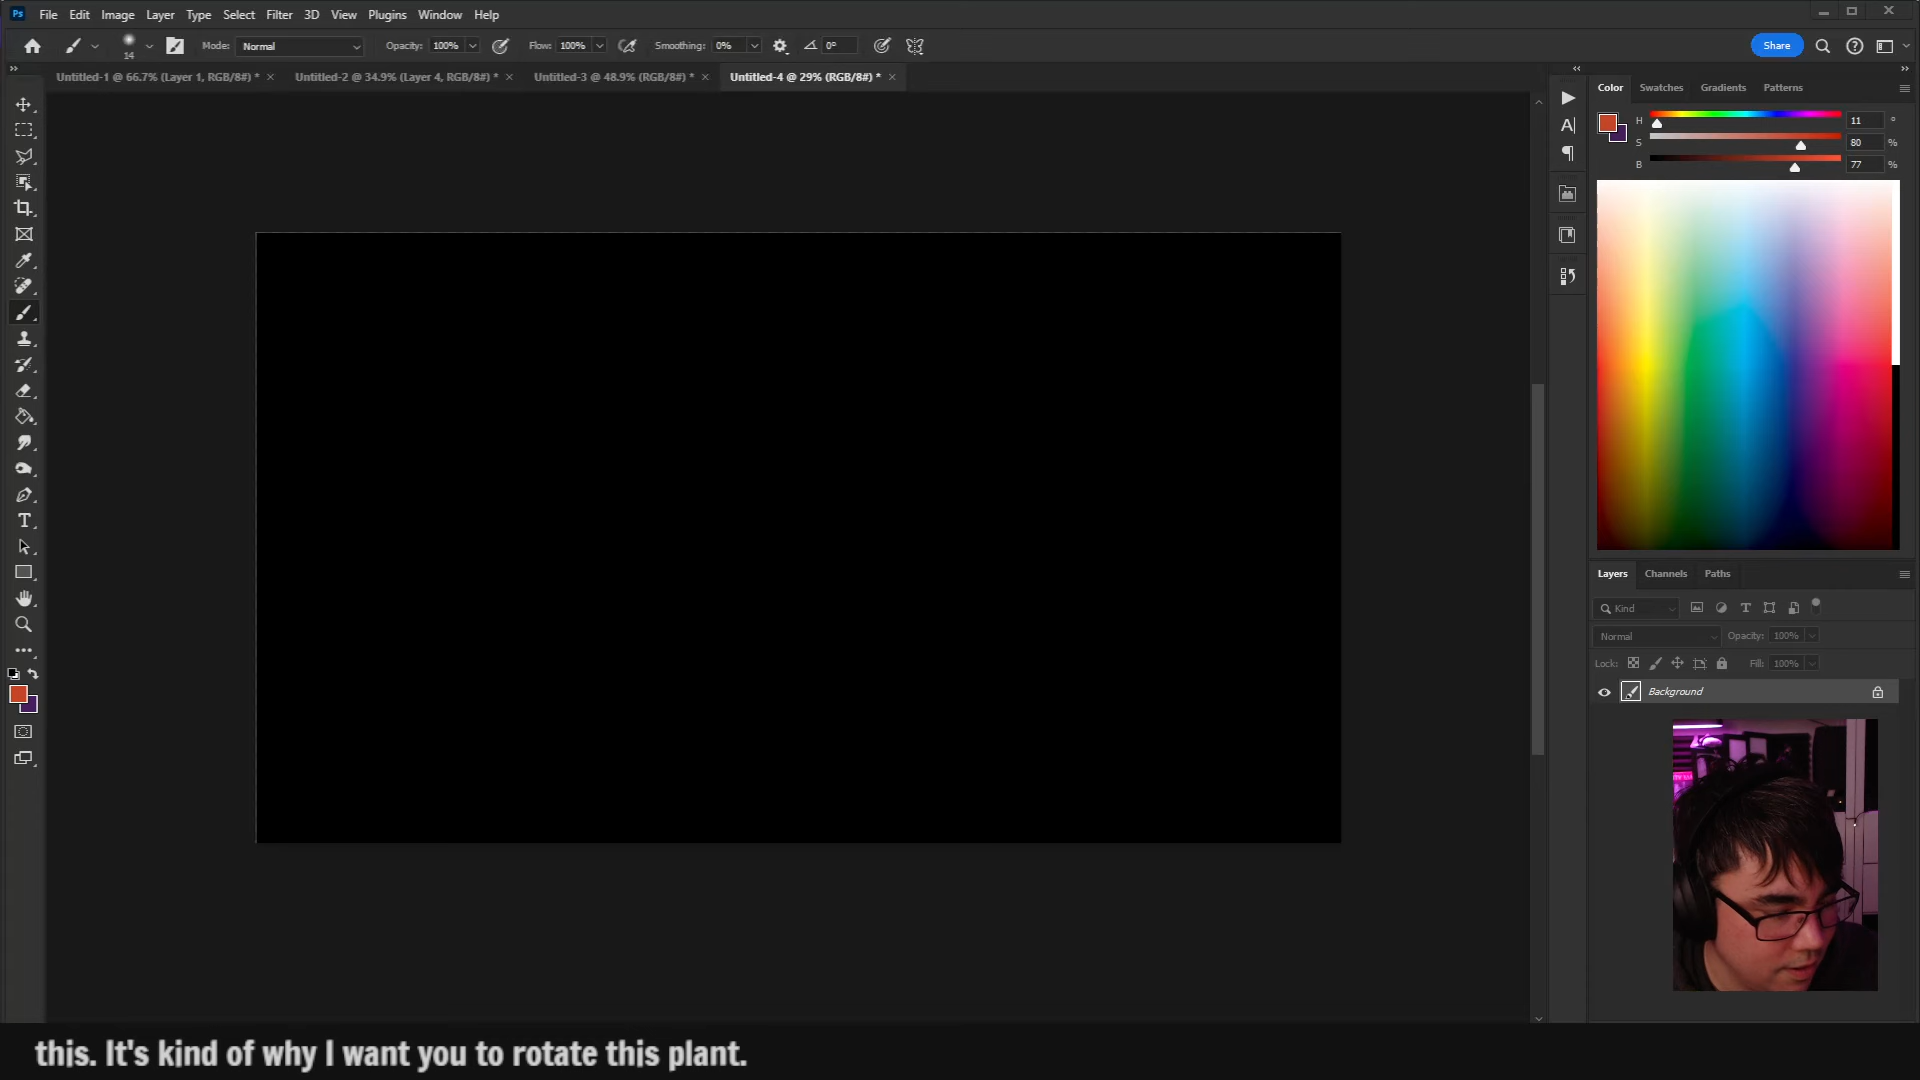 Ps File Edit Image Layer Type Select Filter 3D View Plugins Window Help
14 Mode: Normal Opacity: 100% Flow: 100% Smoothing: 0% 0° Share
Untitled-1 @ 66.7% (Layer 1, RGB/8#) * Untitled-2 @ 34.9% (Layer 4, RGB/8#) * Untitled-3 @ 48.9% (RGB/8#) * Untitled-4 @ 29% (RGB/8#) *
Color Swatches Gradients Patterns
H 11 °
S 80 %
B 77 %
Layers Channels Paths
Kind
Normal Opacity: 100%
Lock: Fill: 100%
Background
this. It's kind of why I want you to rotate this plant.